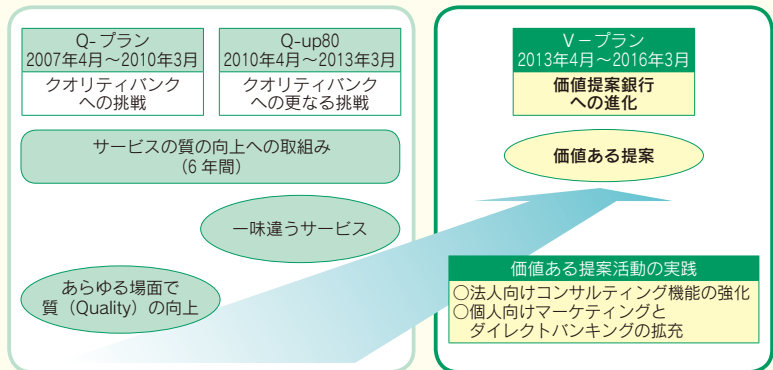 Q-プラン
2007年4月～2010年3月
クオリティバンク
への挑戦
Q-up80
2010年4月～2013年3月
クオリティバンク
への更なる挑戦
サービスの質の向上への取組み
（6年間）
一味違うサービス
あらゆる場面で
質（Quality）の向上
V－プラン
2013年4月～2016年3月
価値提案銀行
への進化
価値ある提案
価値ある提案活動の実践
○法人向けコンサルティング機能の強化
○個人向けマーケティングと
ダイレクトバンキングの拡充